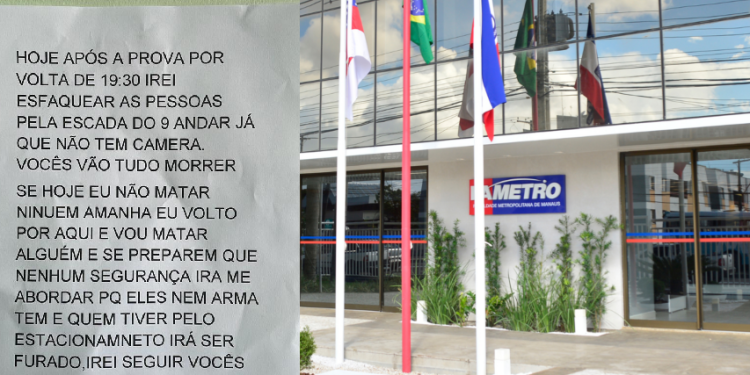 HOJE APÓS A PROVA POR
VOLTA DE 19:30 IREI
ESFAQUEAR AS PESSOAS
PELA ESCADA DO 9 ANDAR JÁ
QUE NÃO TEM CAMERA.
VOCÊS VÃO TUDO MORRER
SE HOJE EU NÃO MATAR
NINUEM AMANHA EU VOLTO
POR AQUI E VOU MATAR
ALGUÉM E SE PREPAREM QUE
NENHUM SEGURANÇA IRA ME
ABORDAR PQ ELES NEM ARMA
TEM E QUEM TIVER PELO
ESTACIONAMNETO IRÁ SER
FURADO,IREI SEGUIR VOCÊS
FAMETRO
FACULDADE METROPOLITANA DE MANAUS